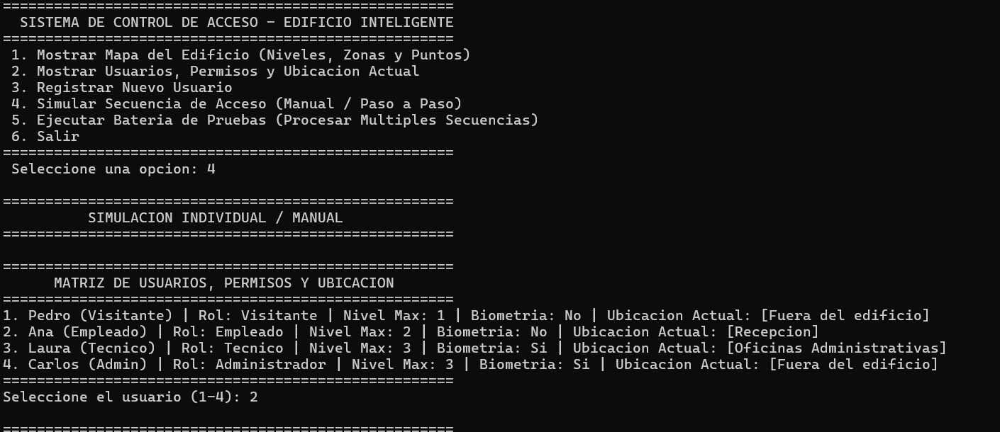 =====================================================
  SISTEMA DE CONTROL DE ACCESO - EDIFICIO INTELIGENTE
=====================================================
 1. Mostrar Mapa del Edificio (Niveles, Zonas y Puntos)
 2. Mostrar Usuarios, Permisos y Ubicacion Actual
 3. Registrar Nuevo Usuario
 4. Simular Secuencia de Acceso (Manual / Paso a Paso)
 5. Ejecutar Bateria de Pruebas (Procesar Multiples Secuencias)
 6. Salir
=====================================================
 Seleccione una opcion: 4

=====================================================
          SIMULACION INDIVIDUAL / MANUAL
=====================================================

=====================================================
      MATRIZ DE USUARIOS, PERMISOS Y UBICACION
=====================================================
1. Pedro (Visitante) | Rol: Visitante | Nivel Max: 1 | Biometria: No | Ubicacion Actual: [Fuera del edificio]
2. Ana (Empleado) | Rol: Empleado | Nivel Max: 2 | Biometria: No | Ubicacion Actual: [Recepcion]
3. Laura (Tecnico) | Rol: Tecnico | Nivel Max: 3 | Biometria: Si | Ubicacion Actual: [Oficinas Administrativas]
4. Carlos (Admin) | Rol: Administrador | Nivel Max: 3 | Biometria: Si | Ubicacion Actual: [Fuera del edificio]
=====================================================
Seleccione el usuario (1-4): 2

=====================================================